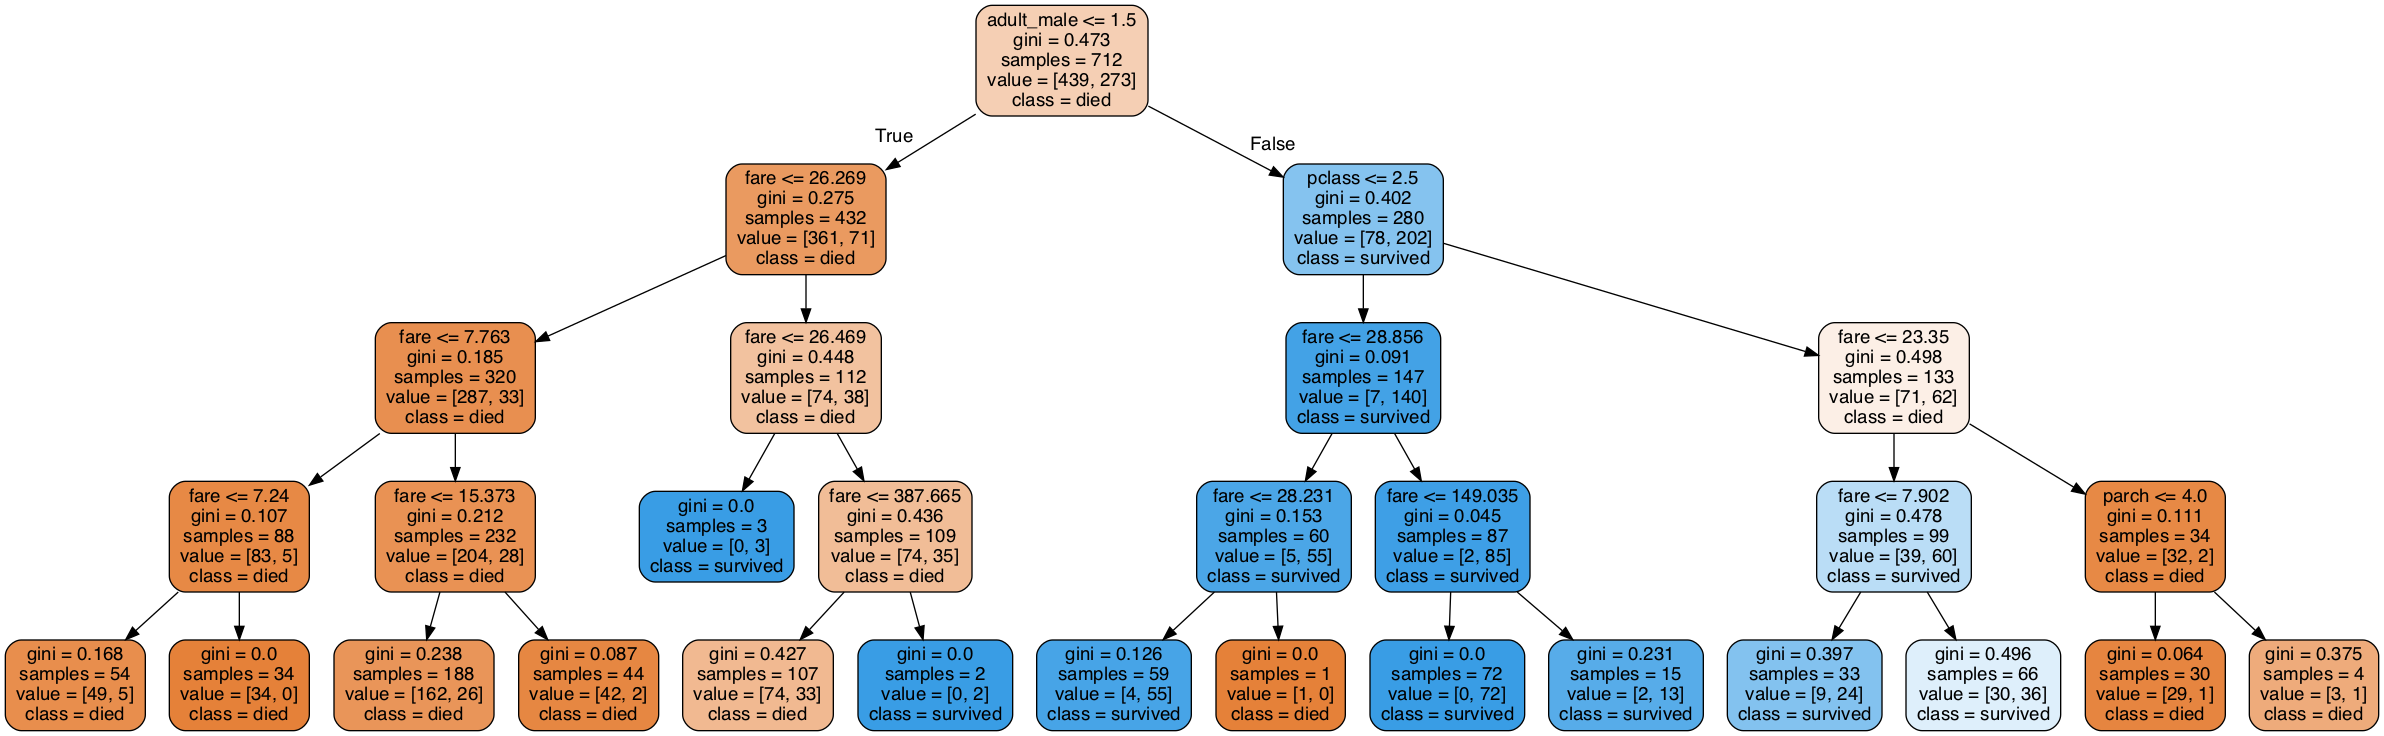 adult_male <= 1.5
gini = 0.473
samples = 712
value = [439, 273]
class = died
True
False
fare <= 26.269
gini = 0.275
samples = 432
value = [361, 71]
class = died
pclass <= 2.5
gini = 0.402
samples = 280
value = [78, 202]
class = survived
fare <= 7.763
gini = 0.185
samples = 320
value = [287, 33]
class = died
fare <= 26.469
gini = 0.448
samples = 112
value = [74, 38]
class = died
fare <= 28.856
gini = 0.091
samples = 147
value = [7, 140]
class = survived
fare <= 23.35
gini = 0.498
samples = 133
value = [71, 62]
class = died
fare <= 7.24
gini = 0.107
samples = 88
value = [83, 5]
class = died
fare <= 15.373
gini = 0.212
samples = 232
value = [204, 28]
class = died
gini = 0.0
samples = 3
value = [0, 3]
class = survived
fare <= 387.665
gini = 0.436
samples = 109
value = [74, 35]
class = died
fare <= 28.231
gini = 0.153
samples = 60
value = [5, 55]
class = survived
fare <= 149.035
gini = 0.045
samples = 87
value = [2, 85]
class = survived
fare <= 7.902
gini = 0.478
samples = 99
value = [39, 60]
class = survived
parch <= 4.0
gini = 0.111
samples = 34
value = [32, 2]
class = died
gini = 0.168
samples = 54
value = [49, 5]
class = died
gini = 0.0
samples = 34
value = [34, 0]
class = died
gini = 0.238
samples = 188
value = [162, 26]
class = died
gini = 0.087
samples = 44
value = [42, 2]
class = died
gini = 0.427
samples = 107
value = [74, 33]
class = died
gini = 0.0
samples = 2
value = [0, 2]
class = survived
gini = 0.126
samples = 59
value = [4, 55]
class = survived
gini = 0.0
samples = 1
value = [1, 0]
class = died
gini = 0.0
samples = 72
value = [0, 72]
class = survived
gini = 0.231
samples = 15
value = [2, 13]
class = survived
gini = 0.397
samples = 33
value = [9, 24]
class = survived
gini = 0.496
samples = 66
value = [30, 36]
class = survived
gini = 0.064
samples = 30
value = [29, 1]
class = died
gini = 0.375
samples = 4
value = [3, 1]
class = died